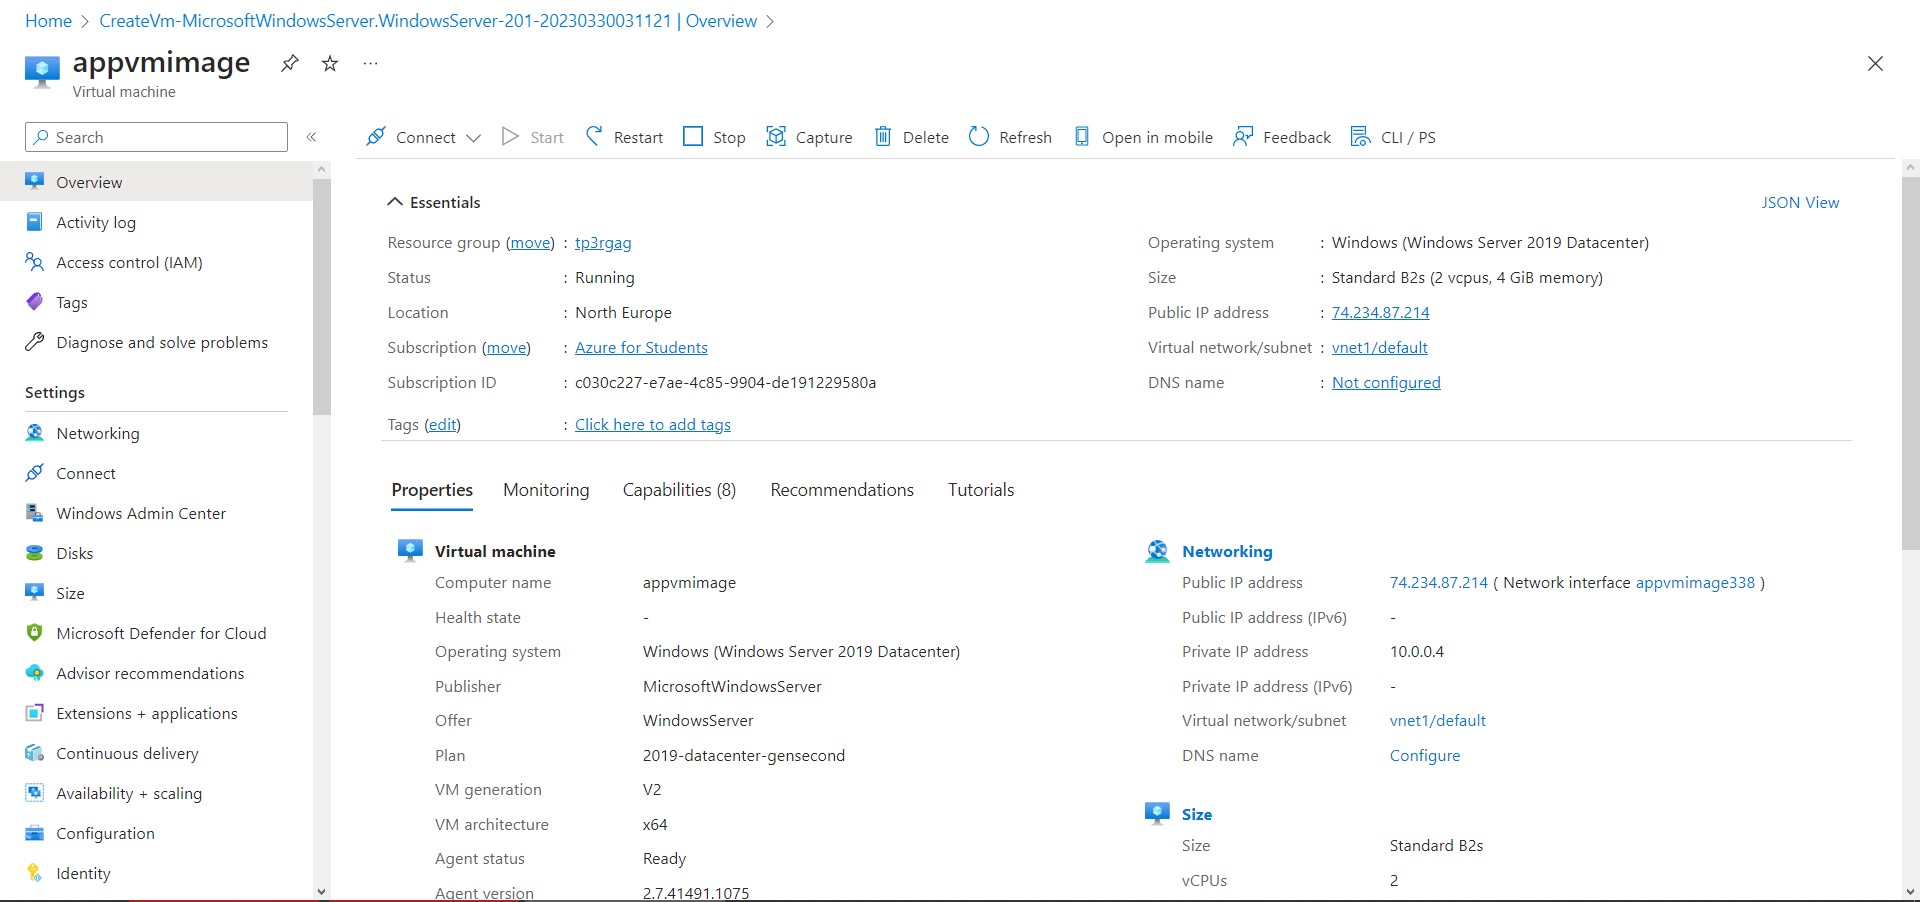 Home > CreateVm-MicrosoftWindowsServer.WindowsServer-201-20230330031121 | Overview >
appvmimage ...
Virtual machine
Search «
Connect Start Restart Stop Capture Delete Refresh Open in mobile Feedback CLI / PS
Overview
Activity log
Access control (IAM)
Tags
Diagnose and solve problems
Settings
Networking
Connect
Windows Admin Center
Disks
Size
Microsoft Defender for Cloud
Advisor recommendations
Extensions + applications
Continuous delivery
Availability + scaling
Configuration
Identity
Essentials JSON View
Resource group (move) : tp3rgag
Status : Running
Location : North Europe
Subscription (move) : Azure for Students
Subscription ID : c030c227-e7ae-4c85-9904-de191229580a
Tags (edit) : Click here to add tags
Operating system : Windows (Windows Server 2019 Datacenter)
Size : Standard B2s (2 vcpus, 4 GiB memory)
Public IP address : 74.234.87.214
Virtual network/subnet : vnet1/default
DNS name : Not configured
Properties Monitoring Capabilities (8) Recommendations Tutorials
Virtual machine
Computer name appvmimage
Health state -
Operating system Windows (Windows Server 2019 Datacenter)
Publisher MicrosoftWindowsServer
Offer WindowsServer
Plan 2019-datacenter-gensecond
VM generation V2
VM architecture x64
Agent status Ready
Agent version 2.7.41491.1075
Networking
Public IP address 74.234.87.214 ( Network interface appvmimage338 )
Public IP address (IPv6) -
Private IP address 10.0.0.4
Private IP address (IPv6) -
Virtual network/subnet vnet1/default
DNS name Configure
Size
Size Standard B2s
vCPUs 2